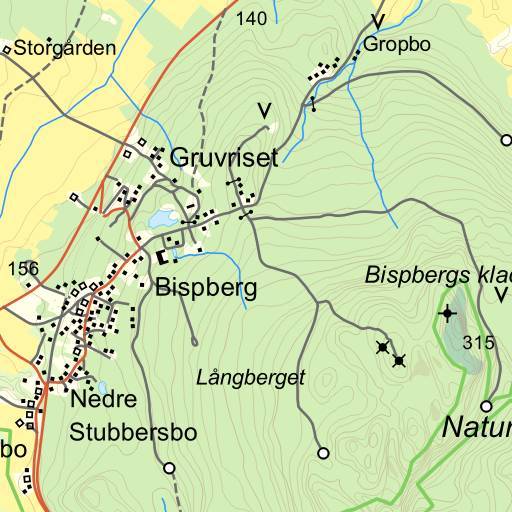 140
Storgården
Gropbo
Gruvriset
156
Bispbergs klac
Bispberg
315
Långberget
Nedre
Stubbersbo
Natur
bo